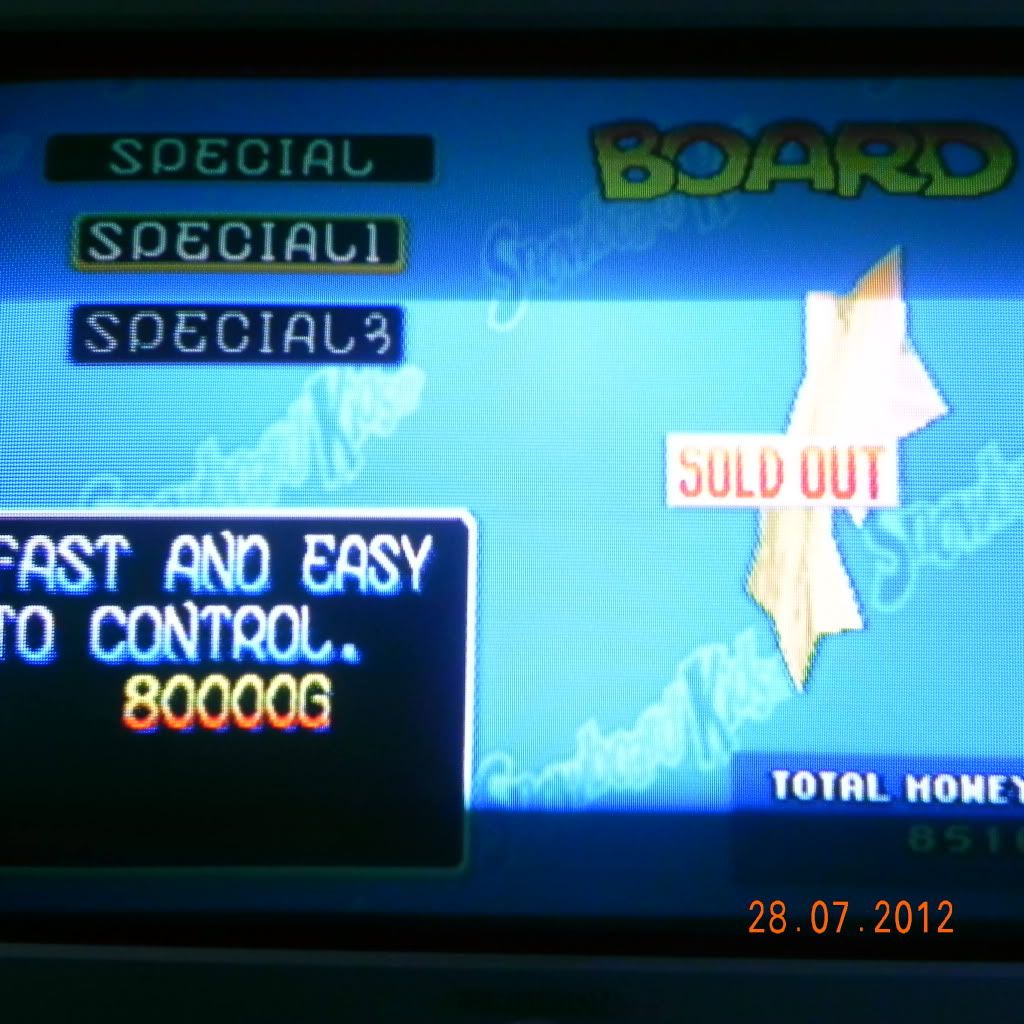 SPECIAL
BOARD
SPECIAL1
SPECIAL3
SOLD OUT
FAST AND EASY
TO CONTROL.
80000G
TOTAL MONEY
28.07.2012